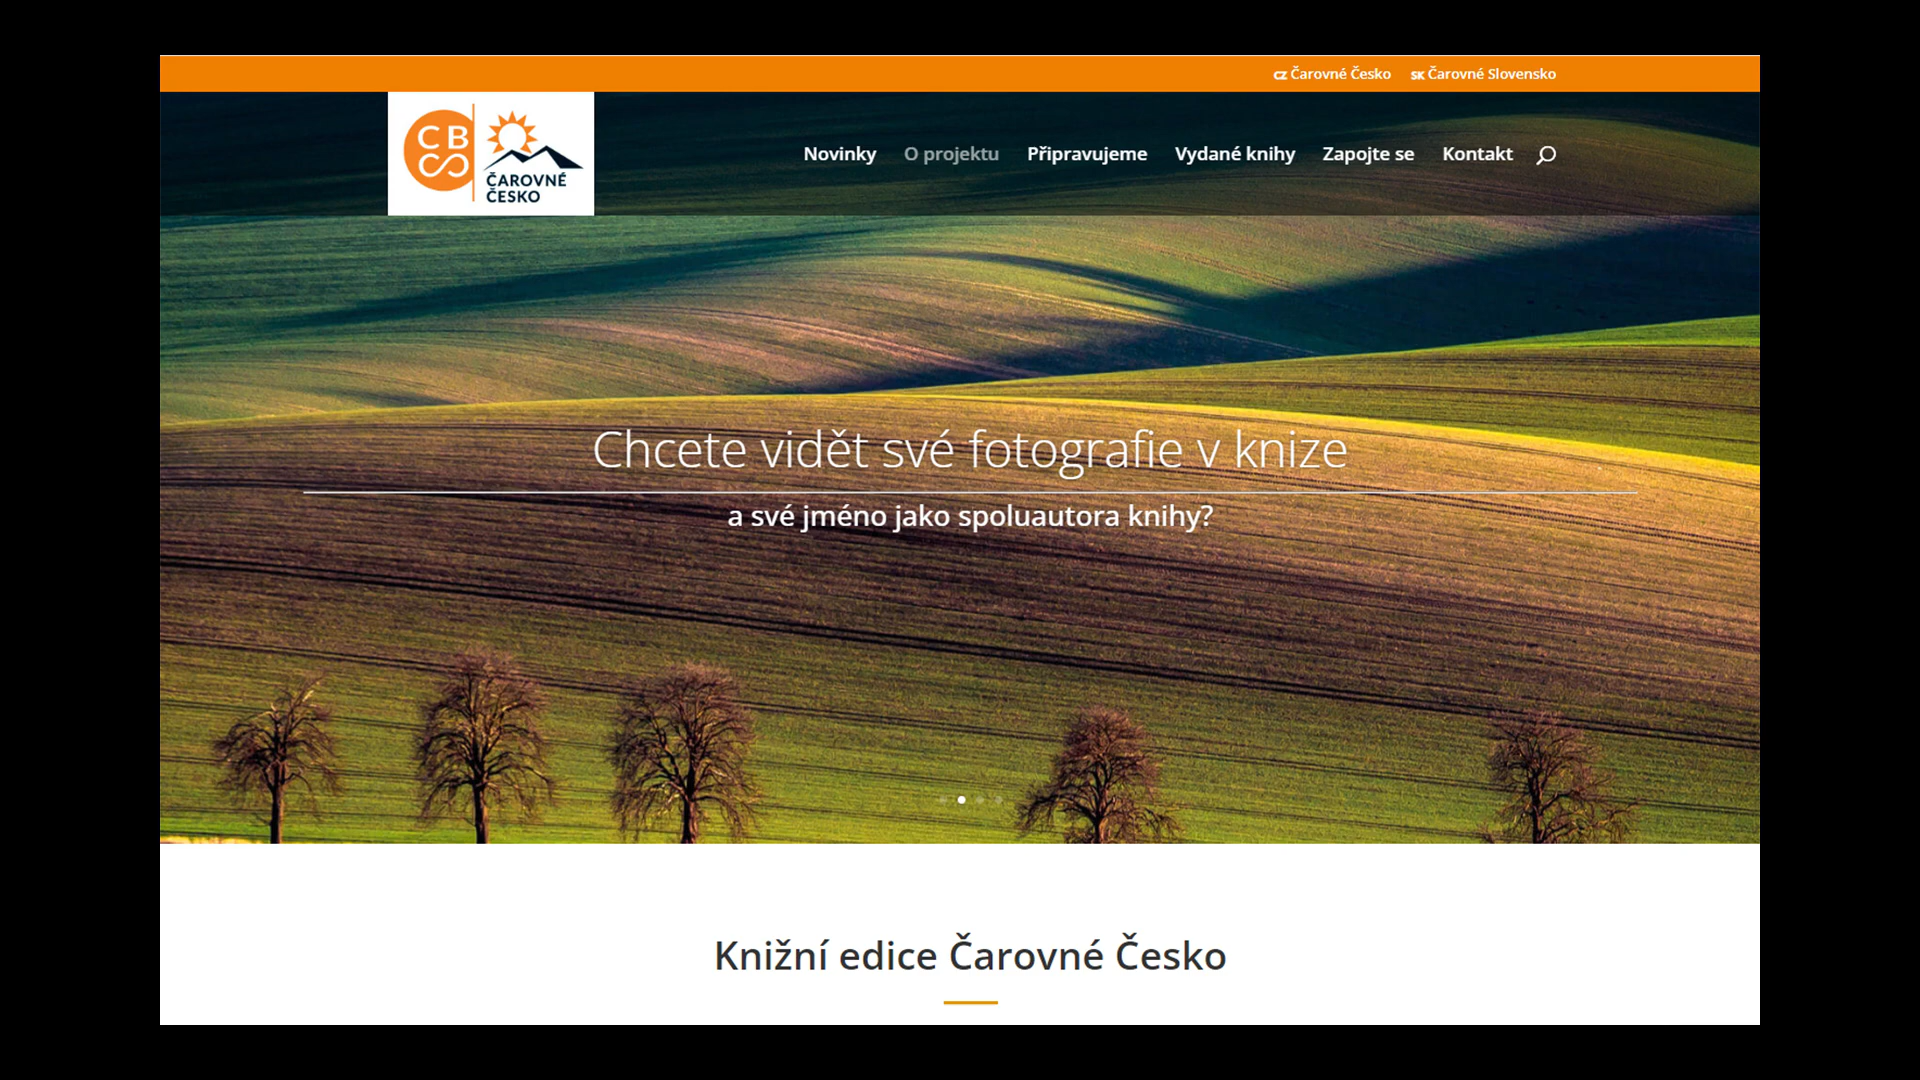 CZ Čarovné Česko SK Čarovné Slovensko
CB
ČAROVNÉ
ČESKO
Novinky O projektu Připravujeme Vydané knihy Zapojte se Kontakt
Chcete vidět své fotografie v knize
a své jméno jako spoluautora knihy?
Knižní edice Čarovné Česko